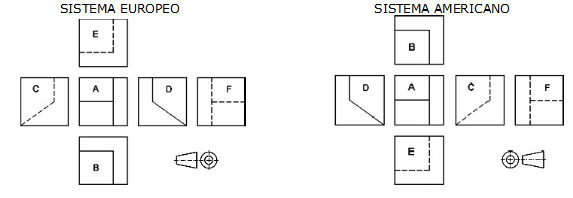 SISTEMA EUROPEO
E
C A D F
B
SISTEMA AMERICANO
B
D A C F
E